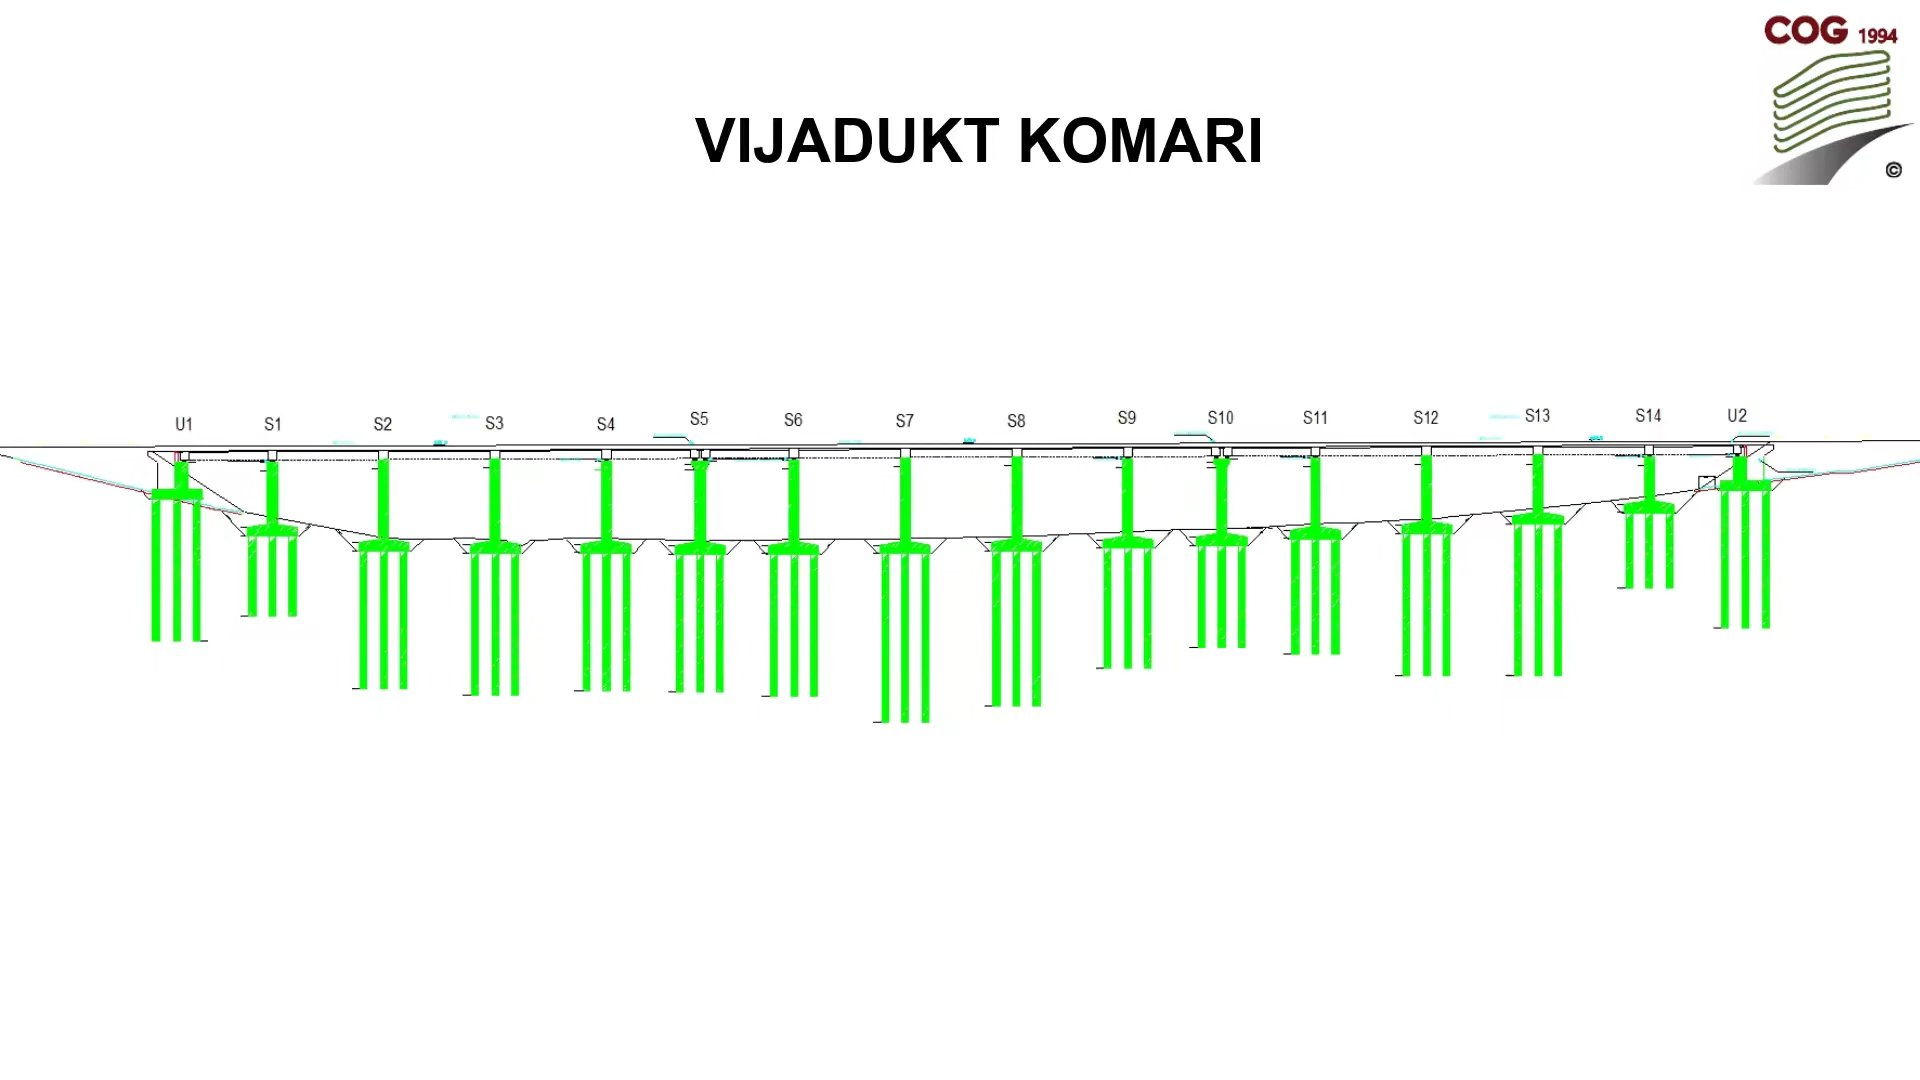 COG 1994
©
VIJADUKT KOMARI
U1 S1 S2 S3 S4 S5 S6 S7 S8 S9 S10 S11 S12 S13 S14 U2